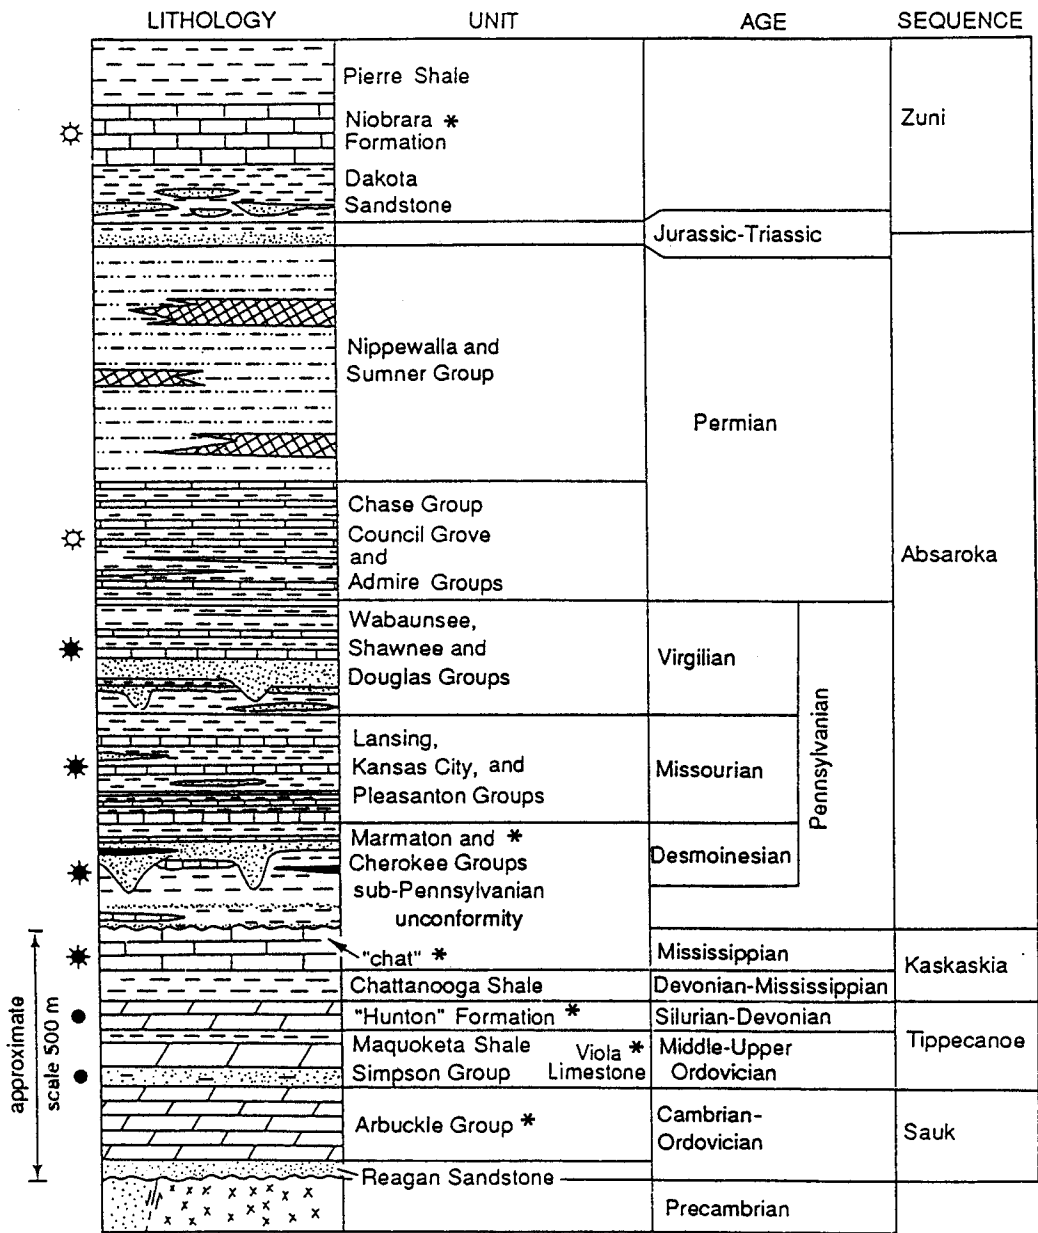 LITHOLOGY UNIT AGE SEQUENCE
Pierre Shale
Niobrara *
Formation
Zuni
Dakota
Sandstone
Jurassic-Triassic
Nippewalla and
Sumner Group
Permian
Chase Group
Council Grove
and
Admire Groups
Absaroka
Wabaunsee,
Shawnee and
Douglas Groups
Virgilian
Pennsylvanian
Lansing,
Kansas City, and
Pleasanton Groups
Missourian
Marmaton and *
Cherokee Groups
sub-Pennsylvanian
unconformity
Desmoinesian
"chat" *
Mississippian
Kaskaskia
Chattanooga Shale
Devonian-Mississippian
"Hunton" Formation *
Silurian-Devonian
Tippecanoe
Maquoketa Shale
Viola *
Limestone
Simpson Group
Middle-Upper
Ordovician
Arbuckle Group *
Cambrian-
Ordovician
Sauk
Reagan Sandstone
Precambrian
approximate
scale 500 m